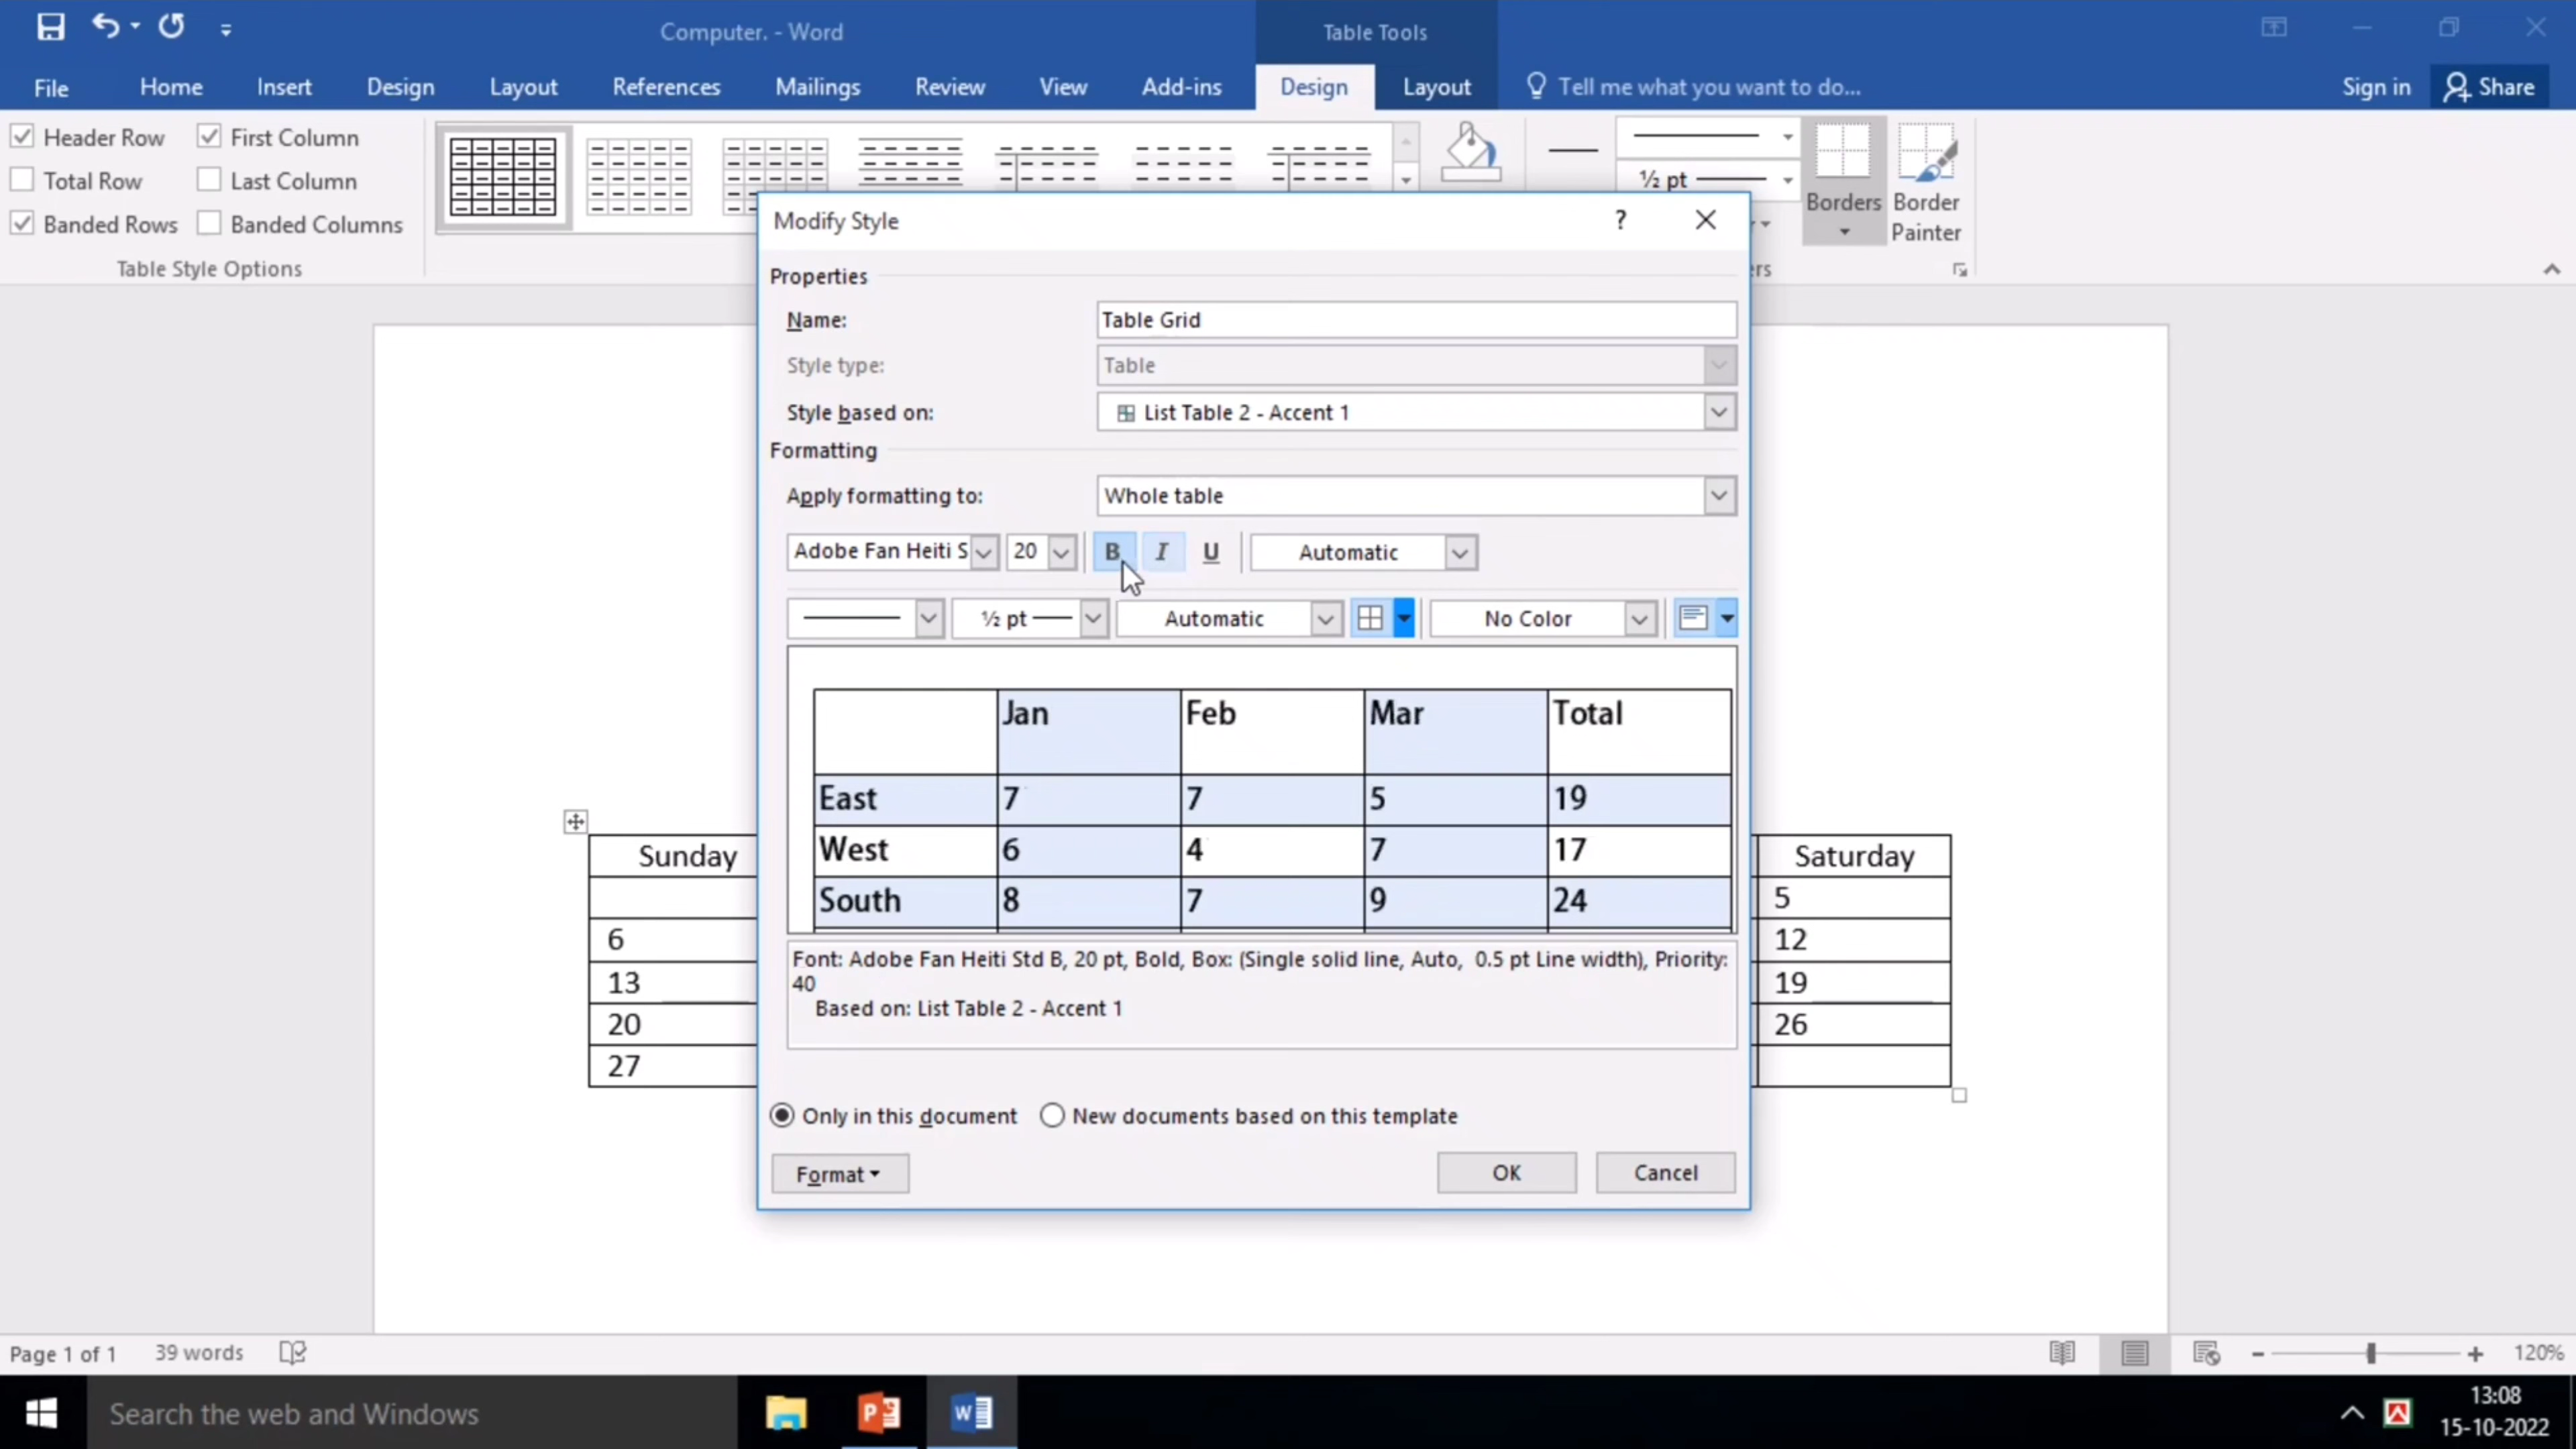 Computer. - Word
Table Tools
File Home Insert Design Layout References Mailings Review View Add-ins Design Layout Tell me what you want to do... Sign in Share
Header Row First Column
Total Row Last Column
Banded Rows Banded Columns
Table Style Options
½ pt
Borders Border Painter
Modify Style ?
Properties
Name: Table Grid
Style type: Table
Style based on: List Table 2 - Accent 1
Formatting
Apply formatting to: Whole table
Adobe Fan Heiti S 20 B I U Automatic
½ pt Automatic No Color
Jan Feb Mar Total
East 7 7 5 19
West 6 4 7 17
South 8 7 9 24
Font: Adobe Fan Heiti Std B, 20 pt, Bold, Box: (Single solid line, Auto, 0.5 pt Line width), Priority:
40
Based on: List Table 2 - Accent 1
Only in this document New documents based on this template
Format OK Cancel
Sunday Saturday
5
6 12
13 19
20 26
27
Page 1 of 1 39 words 120%
Search the web and Windows
13:08
15-10-2022